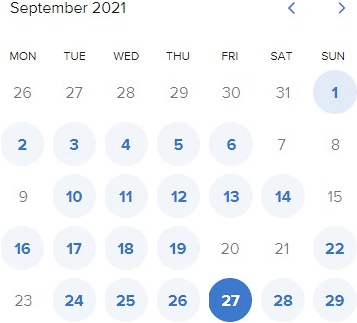 September 2021
MON TUE WED THU FRI SAT SUN
26 27 28 29 30 31 1
2 3 4 5 6 7 8
9 10 11 12 13 14 15
16 17 18 19 20 21 22
23 24 25 26 27 28 29